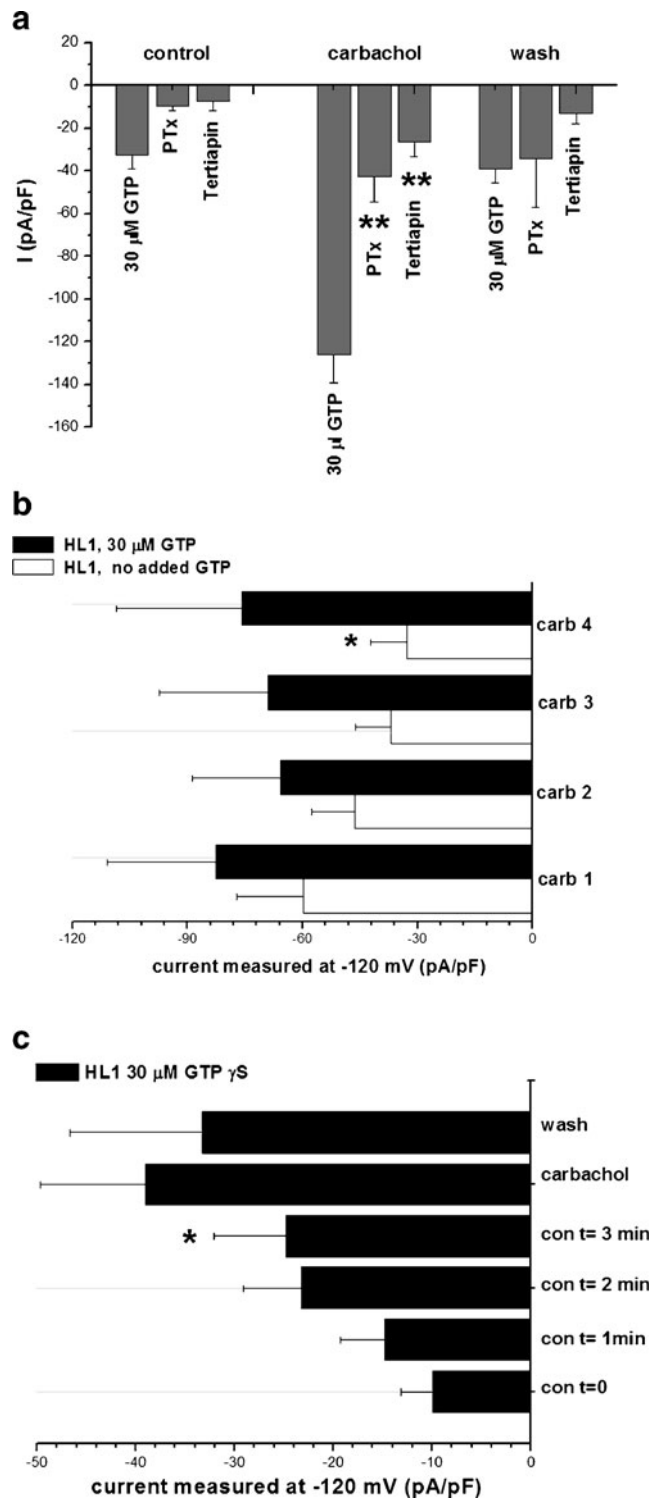 a
control
carbachol
wash
20
0
-20
-40
-60
-80
-100
-120
-140
-160
I (pA/pF)
30 µM GTP
PTx
Tertiapin
30 µl GTP
**
PTx
**
Tertiapin
30 µM GTP
PTx
Tertiapin
b
HL1, 30 µM GTP
HL1, no added GTP
carb 4
*
carb 3
carb 2
carb 1
-120 -90 -60 -30 0
current measured at -120 mV (pA/pF)
c
HL1 30 µM GTP γS
wash
carbachol
* con t= 3 min
con t= 2 min
con t= 1min
con t=0
-50 -40 -30 -20 -10 0
current measured at -120 mV (pA/pF)